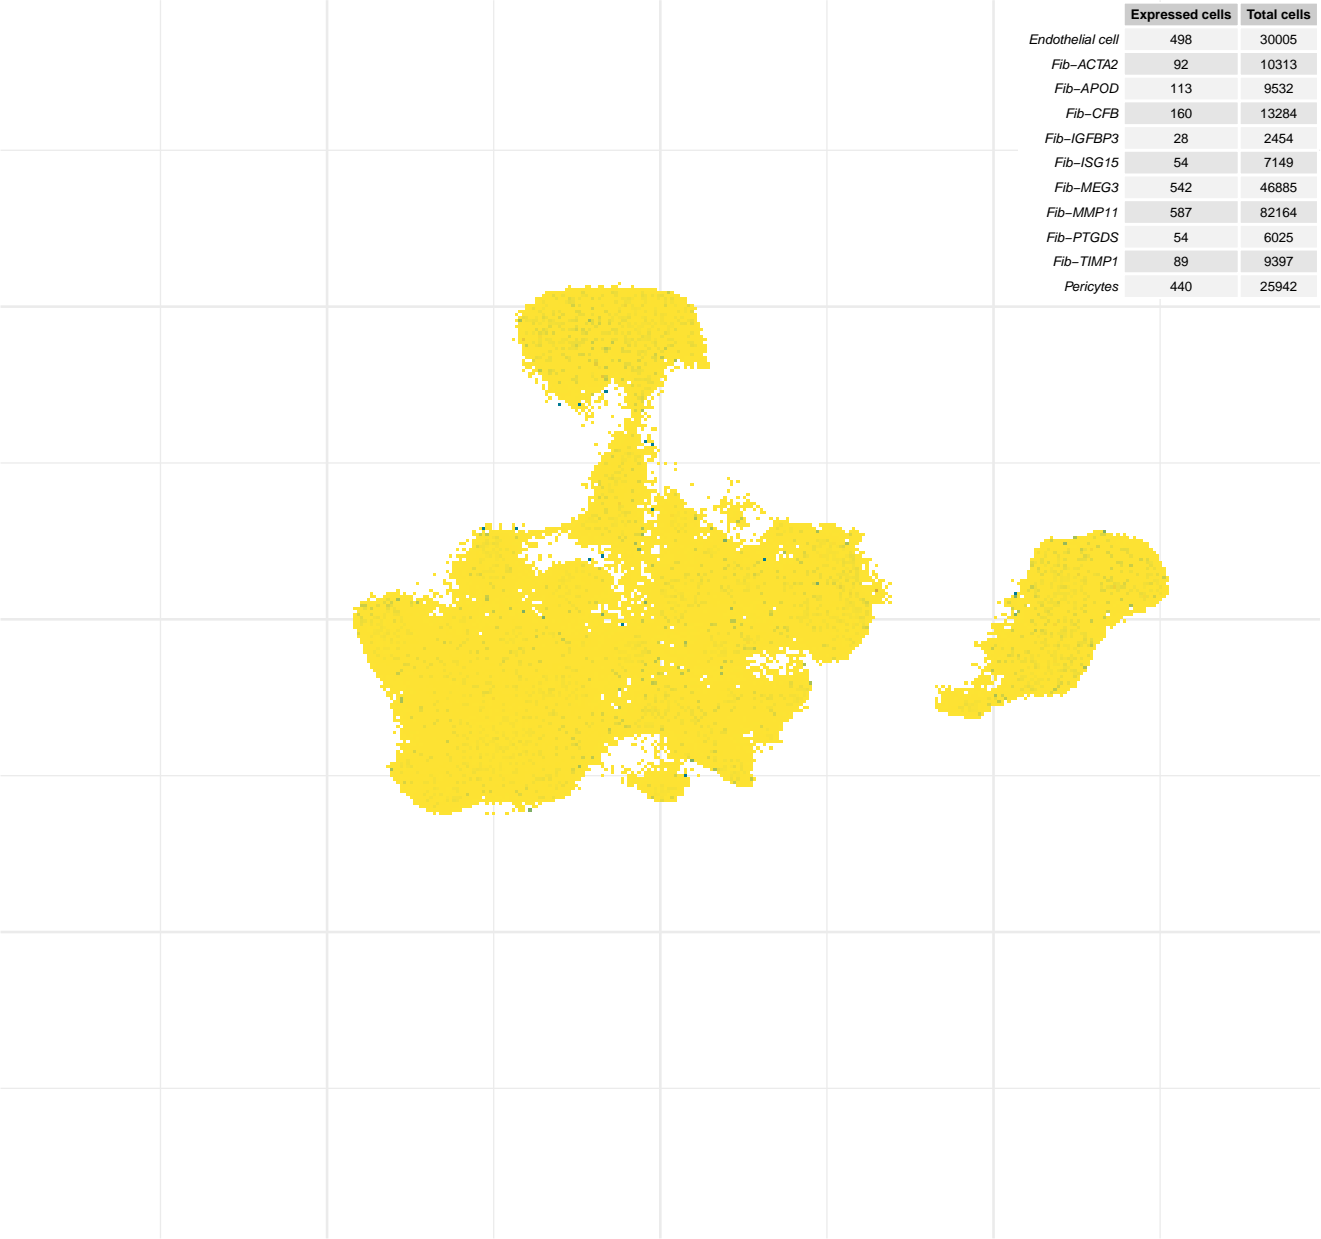 Expressed cells Total cells
Endothelial cell 498 30005
Fib−ACTA2 92 10313
Fib−APOD 113 9532
Fib−CFB 160 13284
Fib−IGFBP3 28 2454
Fib−ISG15 54 7149
Fib−MEG3 542 46885
Fib−MMP11 587 82164
Fib−PTGDS 54 6025
Fib−TIMP1 89 9397
Pericytes 440 25942